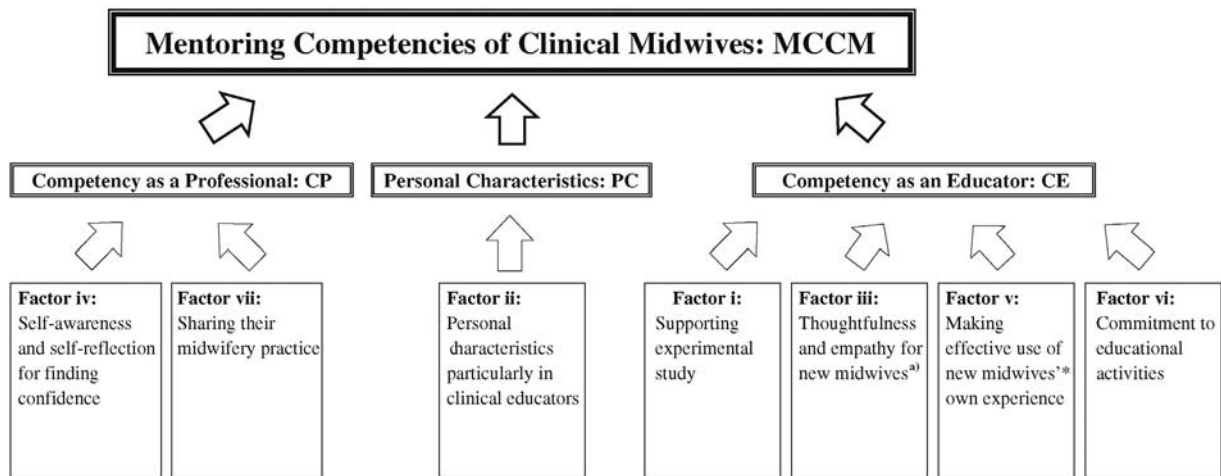 Mentoring Competencies of Clinical Midwives: MCCM
Competency as a Professional: CP
Personal Characteristics: PC
Competency as an Educator: CE
Factor iv:
Self-awareness
and self-reflection
for finding
confidence
Factor vii:
Sharing their
midwifery practice
Factor ii:
Personal
characteristics
particularly in
clinical educators
Factor i:
Supporting
experimental
study
Factor iii:
Thoughtfulness
and empathy for
new midwives a)
Factor v:
Making
effective use of
new midwives'*
own experience
Factor vi:
Commitment to
educational
activities